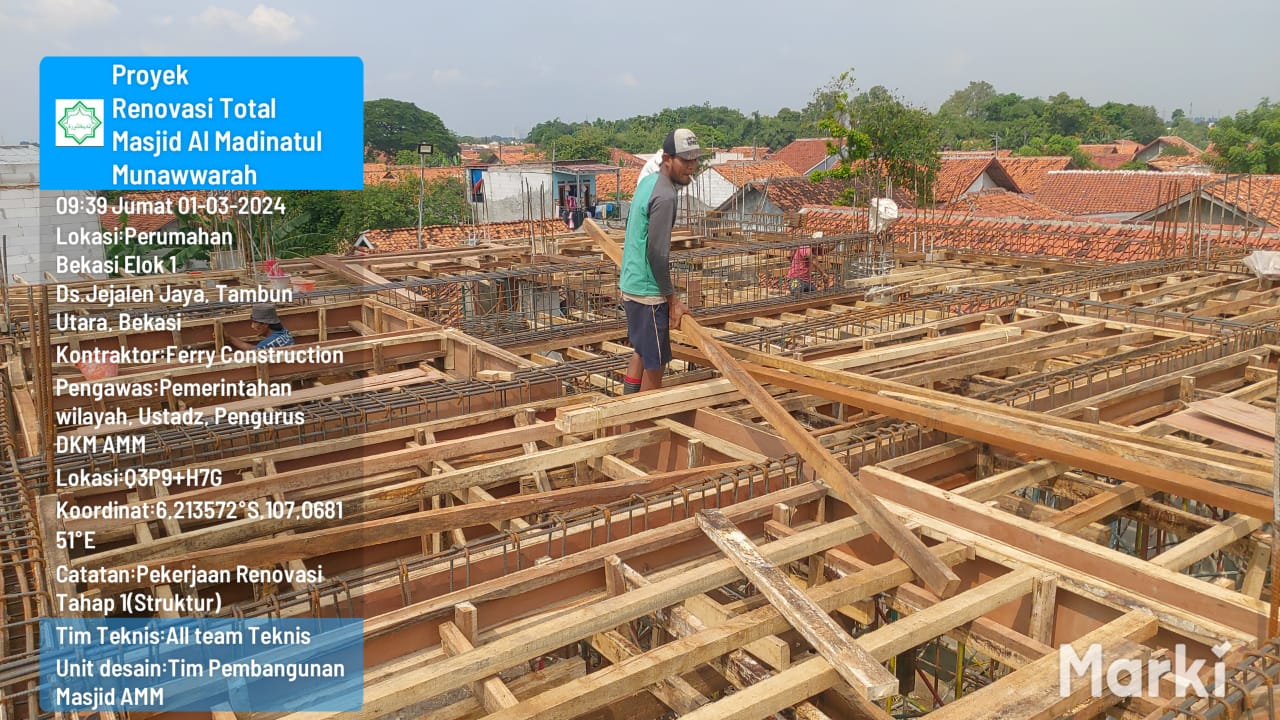 Proyek
Renovasi Total
Masjid Al Madinatul
Munawwarah
09:39 Jumat 01-03-2024
Lokasi:Perumahan
Bekasi Elok 1
Ds.Jejalen Jaya, Tambun
Utara, Bekasi
Kontraktor:Ferry Construction
Pengawas:Pemerintahan
wilayah, Ustadz, Pengurus
DKM AMM
Lokasi:Q3P9+H7G
Koordinat:6,213572°S,107,0681
51°E
Catatan:Pekerjaan Renovasi
Tahap 1(Struktur)
Tim Teknis:All team Teknis
Unit desain:Tim Pembangunan
Masjid AMM
Marki